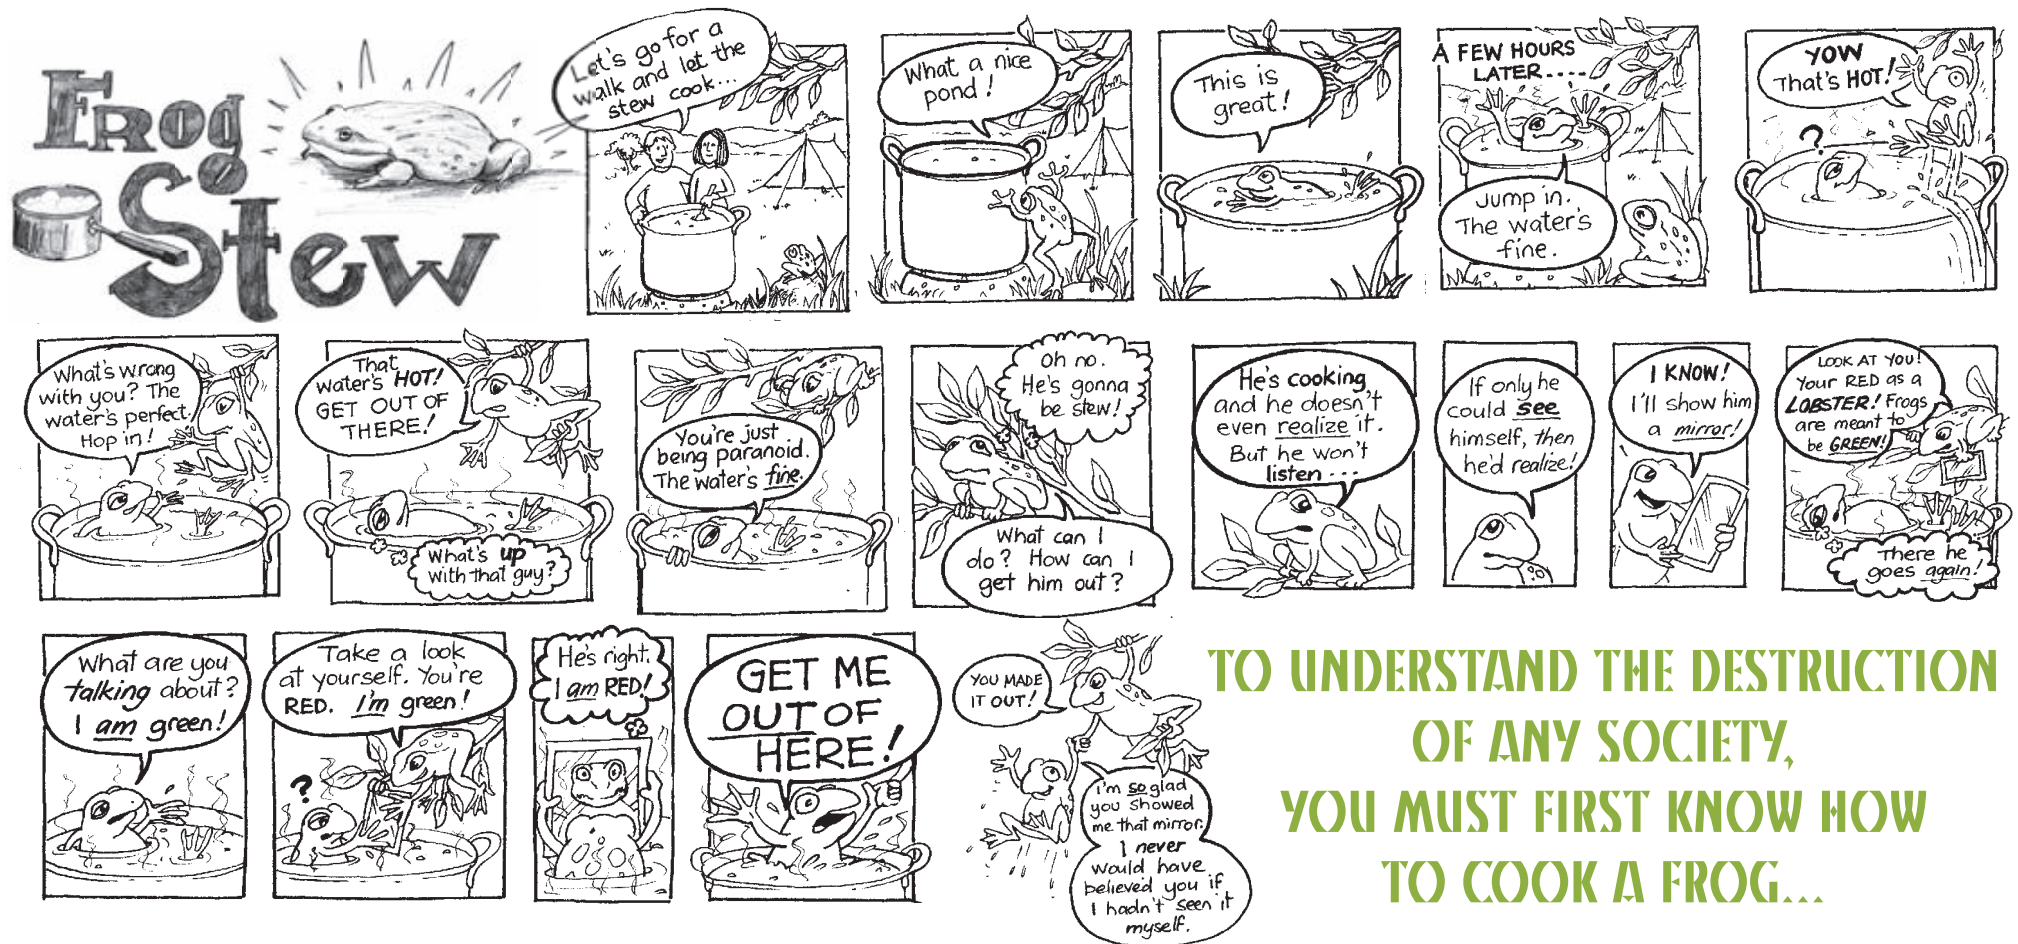 Frog
Stew
Let's go for a
walk and let the
stew cook...
What a nice
pond!
This is
great!
A FEW HOURS
LATER....
Jump in.
The water's
fine.
YOW
That's HOT!
?
What's wrong
with you? The
water's perfect.
Hop in!
That
water's HOT!
GET OUT OF
THERE!
What's up
with that guy?
You're just
being paranoid.
The water's fine.
Oh no.
He's gonna
be stew!
What can I
do? How can I
get him out?
He's cooking
and he doesn't
even realize it.
But he won't
listen...
If only he
could see
himself, then
he'd realize!
I KNOW!
I'll show him
a mirror!
LOOK AT YOU!
Your RED as a
LOBSTER! Frogs
are meant to
be GREEN!
There he
goes again!
What are you
talking about?
I am green!
Take a look
at yourself. You're
RED. I'm green!
?
He's right.
I am RED!
GET ME
OUT OF
HERE!
YOU MADE
IT OUT!
I'm so glad
you showed
me that mirror.
I never
would have
believed you if
I hadn't seen it
myself.
TO UNDERSTAND THE DESTRUCTION
OF ANY SOCIETY,
YOU MUST FIRST KNOW HOW
TO COOK A FROG...